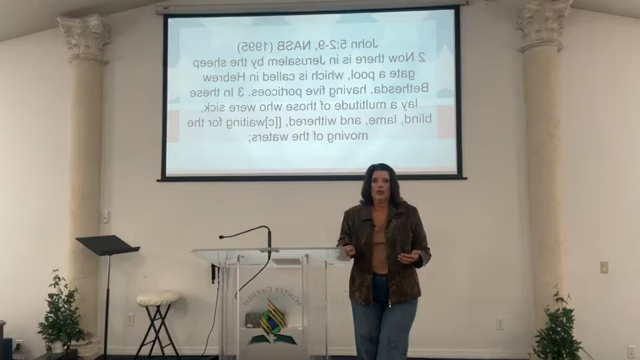 John 5:2-9, NASB (1995)
2 Now there is in Jerusalem by the sheep
gate a pool, which is called in Hebrew
Bethesda, having five porticoes. 3 In these
lay a multitude of those who were sick,
blind, lame, and withered, [[c]waiting for the
moving of the waters;
WINTER GARDEN